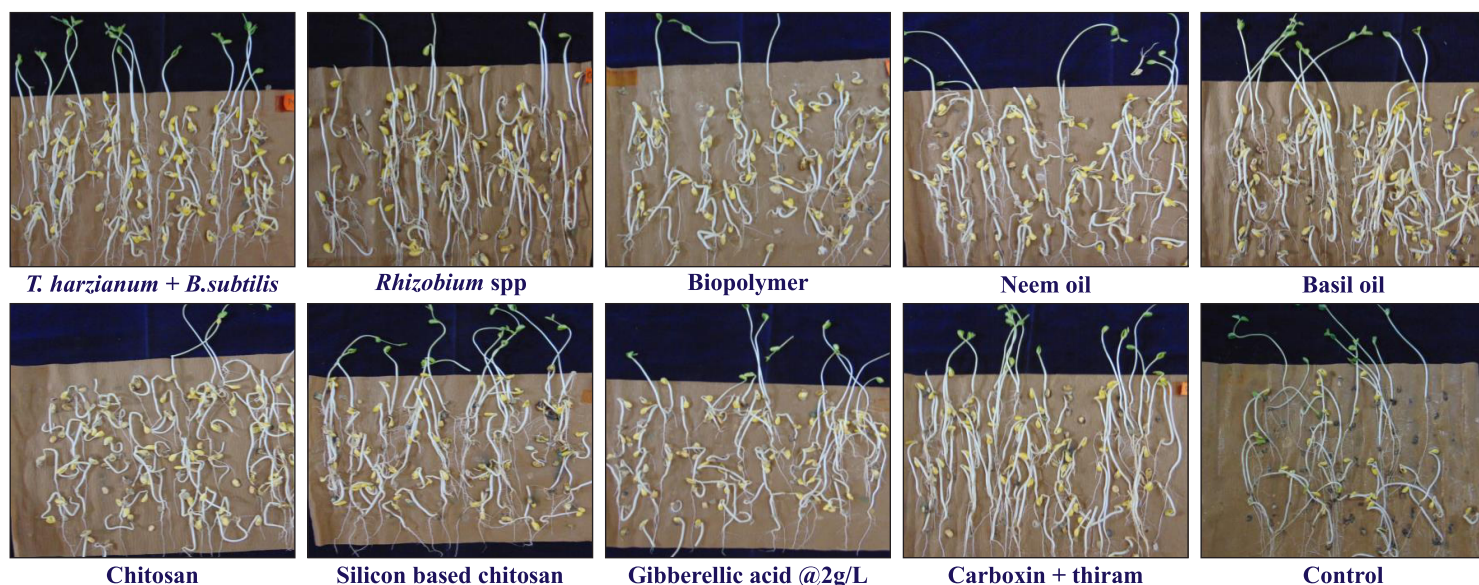 T. harzianum + B.subtilis
Rhizobium spp
Biopolymer
Neem oil
Basil oil
Chitosan
Silicon based chitosan
Gibberellic acid @2g/L
Carboxin + thiram
Control